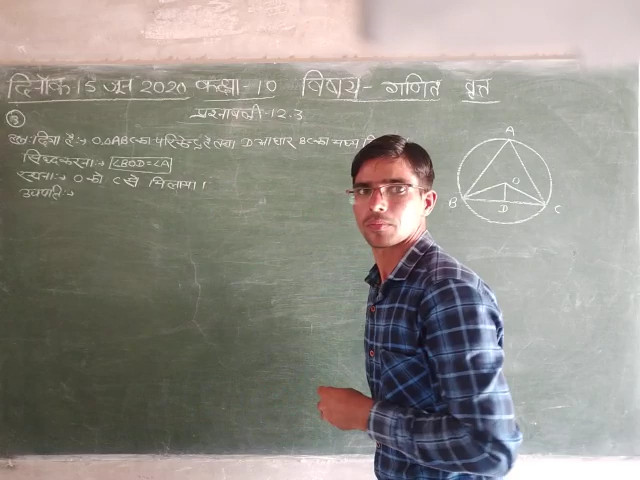 दिनाँक 15 जून 2020 कक्षा-10 विषय- गणित वृत्त
प्रश्नावली-12.3
हल:- दिया है:→ O, ΔABC का परिकेन्द्र है तथा D आधार BC का मध्य
सिद्ध करना:→ ∠BOD=∠A
रचना:→ O को C से मिलाया।
उपपत्ति:→
A
O
B
D
C